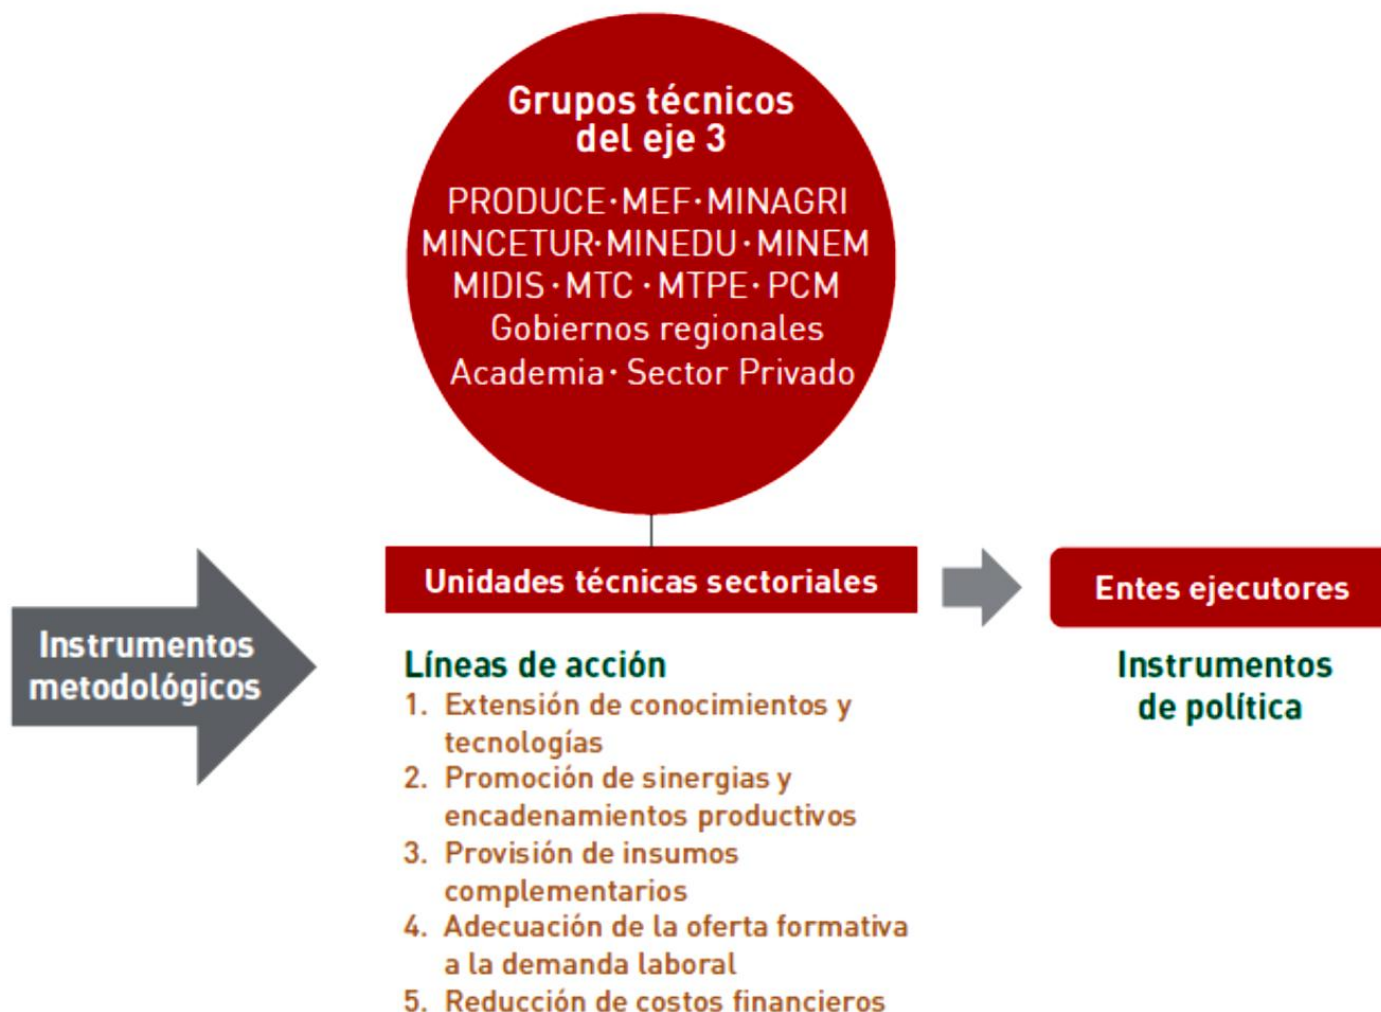 Grupos técnicos
del eje 3
PRODUCE·MEF·MINAGRI
MINCETUR·MINEDU·MINEM
MIDIS·MTC·MTPE·PCM
Gobiernos regionales
Academia·Sector Privado
Instrumentos
metodológicos
Unidades técnicas sectoriales
Líneas de acción
1. Extensión de conocimientos y
tecnologías
2. Promoción de sinergias y
encadenamientos productivos
3. Provisión de insumos
complementarios
4. Adecuación de la oferta formativa
a la demanda laboral
5. Reducción de costos financieros
Entes ejecutores
Instrumentos
de política